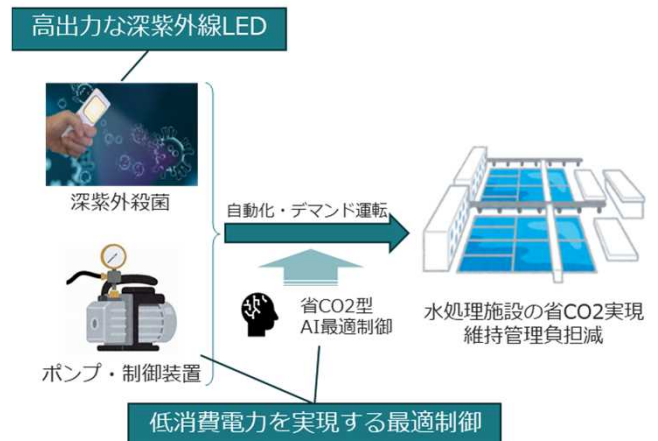 高出力な深紫外線LED
深紫外殺菌
自動化・デマンド運転
省CO2型
AI最適制御
ポンプ・制御装置
水処理施設の省CO2実現
維持管理負担減
低消費電力を実現する最適制御